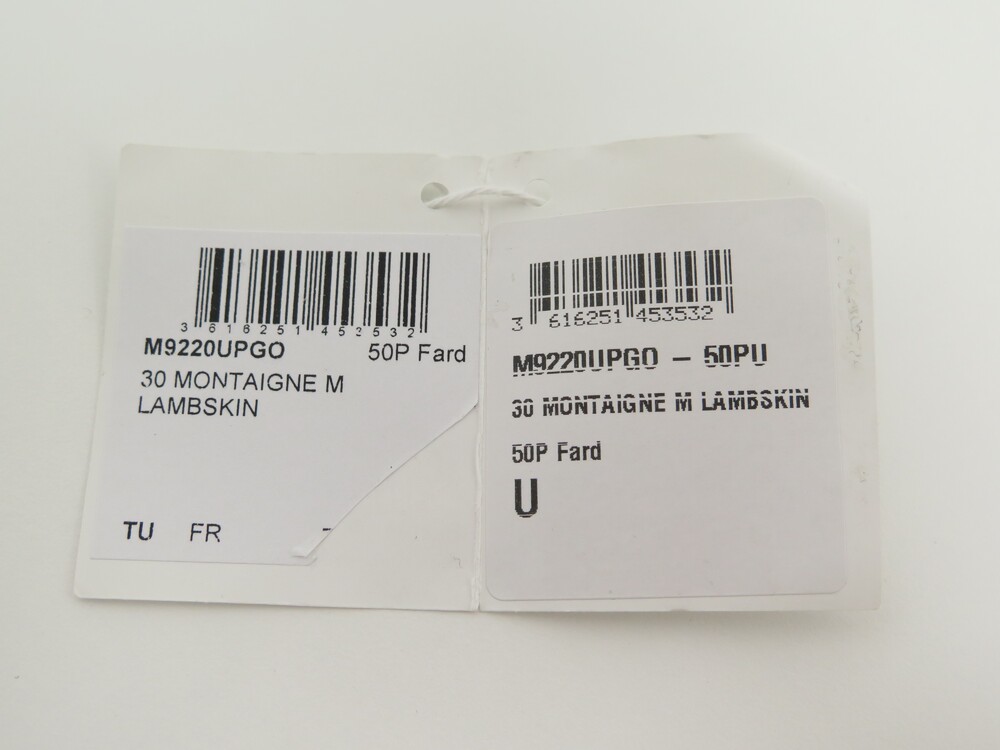 3 616251 453532
M9220UPGO 50P Fard
30 MONTAIGNE M
LAMBSKIN
TU FR
3 616251 453532
M9220UPGO – 50PU
30 MONTAIGNE M LAMBSKIN
50P Fard
U